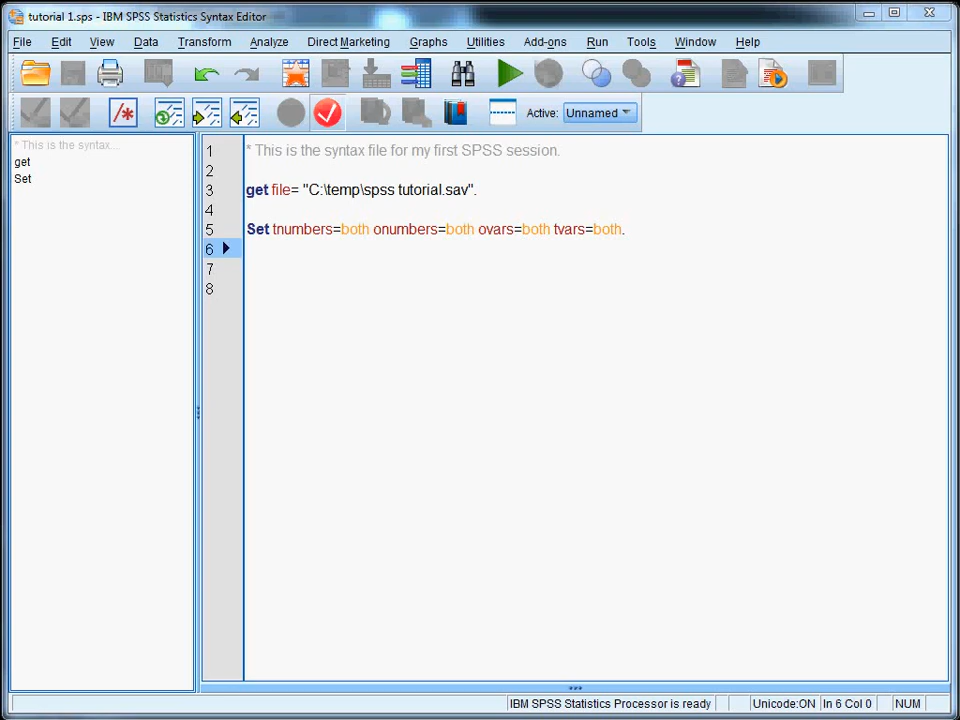 tutorial 1.sps - IBM SPSS Statistics Syntax Editor
File Edit View Data Transform Analyze Direct Marketing Graphs Utilities Add-ons Run Tools Window Help
/* Active: Unnamed
* This is the syntax...
get
Set
1 * This is the syntax file for my first SPSS session.
2
3 get file= "C:\temp\spss tutorial.sav".
4
5 Set tnumbers=both onumbers=both ovars=both tvars=both.
6
7
8
IBM SPSS Statistics Processor is ready Unicode:ON In 6 Col 0 NUM